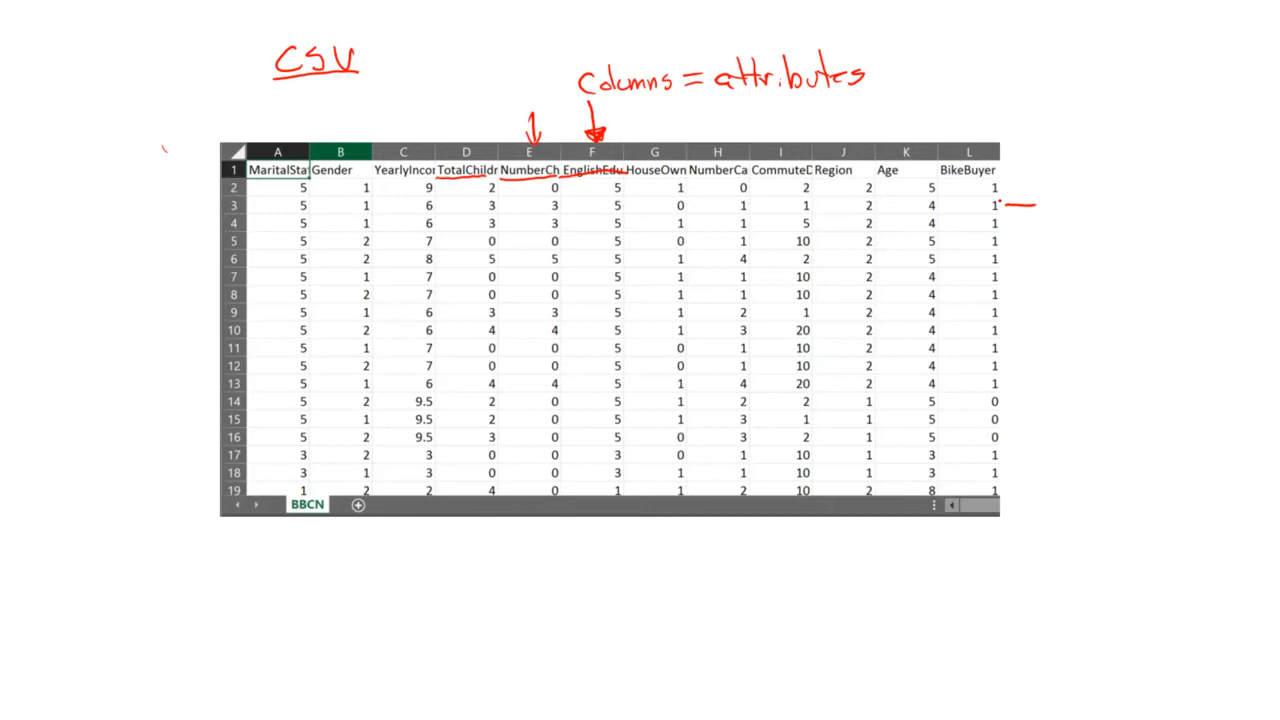 CSV
Columns = attributes
A B C D E F G H I J K L
1 MaritalStat Gender YearlyIncor TotalChildr NumberCh EnglishEdu HouseOwn NumberCa CommuteD Region Age BikeBuyer
2 5 1 9 2 0 5 1 0 2 2 5 1
3 5 1 6 3 3 5 0 1 1 2 4 1
4 5 1 6 3 3 5 1 1 5 2 4 1
5 5 2 7 0 0 5 0 1 10 2 5 1
6 5 2 8 5 5 5 1 4 2 2 5 1
7 5 1 7 0 0 5 1 1 10 2 4 1
8 5 2 7 0 0 5 1 1 10 2 4 1
9 5 1 6 3 3 5 1 2 1 2 4 1
10 5 2 6 4 4 5 1 3 20 2 4 1
11 5 1 7 0 0 5 0 1 10 2 4 1
12 5 2 7 0 0 5 0 1 10 2 4 1
13 5 1 6 4 4 5 1 4 20 2 4 1
14 5 2 9.5 2 0 5 1 2 2 1 5 0
15 5 1 9.5 2 0 5 1 3 1 1 5 0
16 5 2 9.5 3 0 5 0 3 2 1 5 0
17 3 2 3 0 0 3 0 1 10 1 3 1
18 3 1 3 0 0 3 1 1 10 1 3 1
19 1 2 2 4 0 1 1 2 10 2 8 1
BBCN